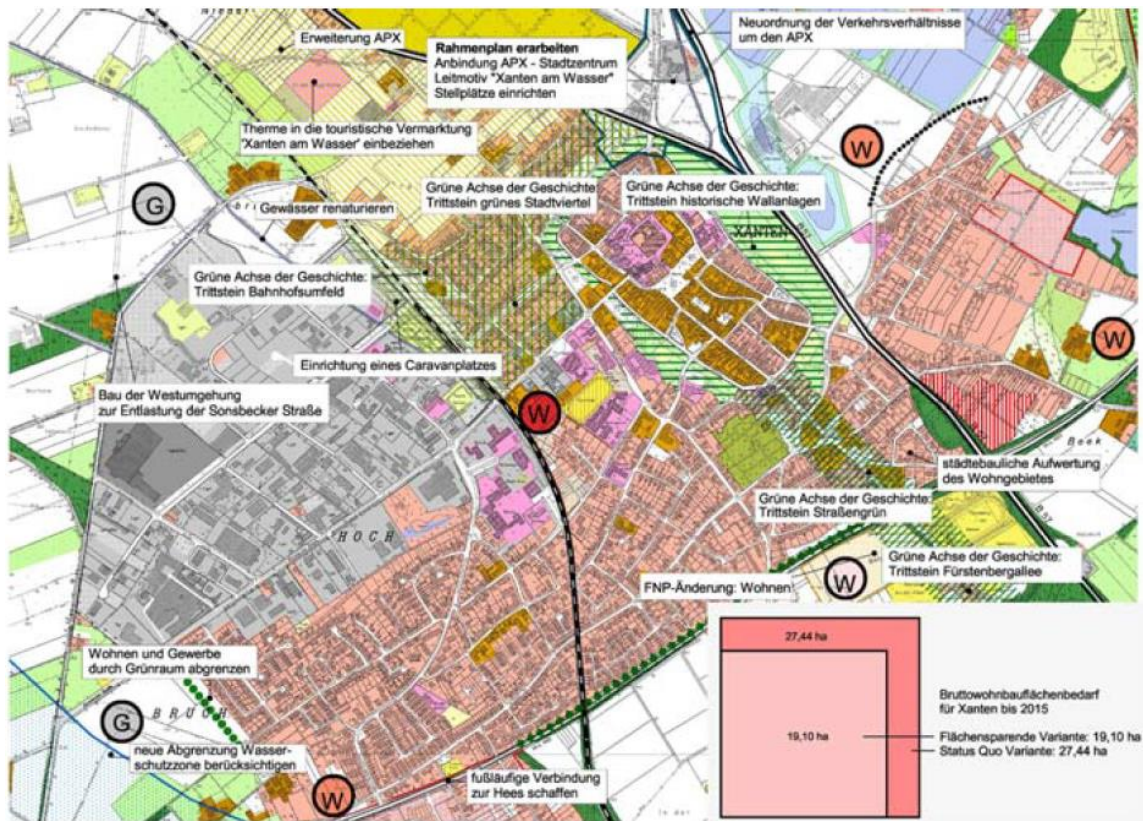 Erweiterung APX
Rahmenplan erarbeiten
Anbindung APX - Stadtzentrum
Leitmotiv "Xanten am Wasser"
Stellplätze einrichten
Neuordnung der Verkehrsverhältnisse
um den APX
Therme in die touristische Vermarktung
'Xanten am Wasser' einbeziehen
W
Grüne Achse der Geschichte:
Trittstein grünes Stadtviertel
Grüne Achse der Geschichte:
Trittstein historische Wallanlagen
G
Gewässer renaturieren
XANTEN
Grüne Achse der Geschichte:
Trittstein Bahnhofsumfeld
W
Einrichtung eines Caravanplatzes
Bau der Westumgehung
zur Entlastung der Sonsbecker Straße
W
Beek
städtebauliche Aufwertung
des Wohngebietes
Grüne Achse der Geschichte:
Trittstein Straßengrün
HOCH
Grüne Achse der Geschichte:
Trittstein Fürstenbergallee
W
FNP-Änderung: Wohnen
27,44 ha
Wohnen und Gewerbe
durch Grünraum abgrenzen
Bruttowohnbauflächenbedarf
für Xanten bis 2015
G
BRUCH
19,10 ha
Flächensparende Variante: 19,10 ha
Status Quo Variante: 27,44 ha
neue Abgrenzung Wasser-
schutzzone berücksichtigen
fußläufige Verbindung
zur Hees schaffen
W
In der